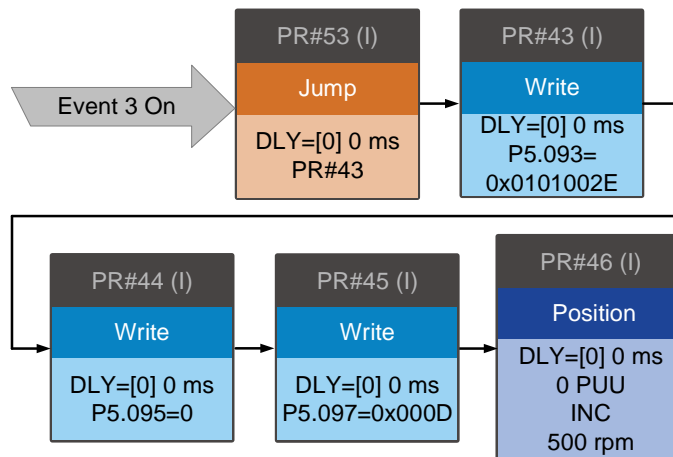 Event 3 On
PR#53 (I)
Jump
DLY=[0] 0 ms
PR#43
PR#43 (I)
Write
DLY=[0] 0 ms
P5.093=
0x0101002E
PR#44 (I)
Write
DLY=[0] 0 ms
P5.095=0
PR#45 (I)
Write
DLY=[0] 0 ms
P5.097=0x000D
PR#46 (I)
Position
DLY=[0] 0 ms
0 PUU
INC
500 rpm